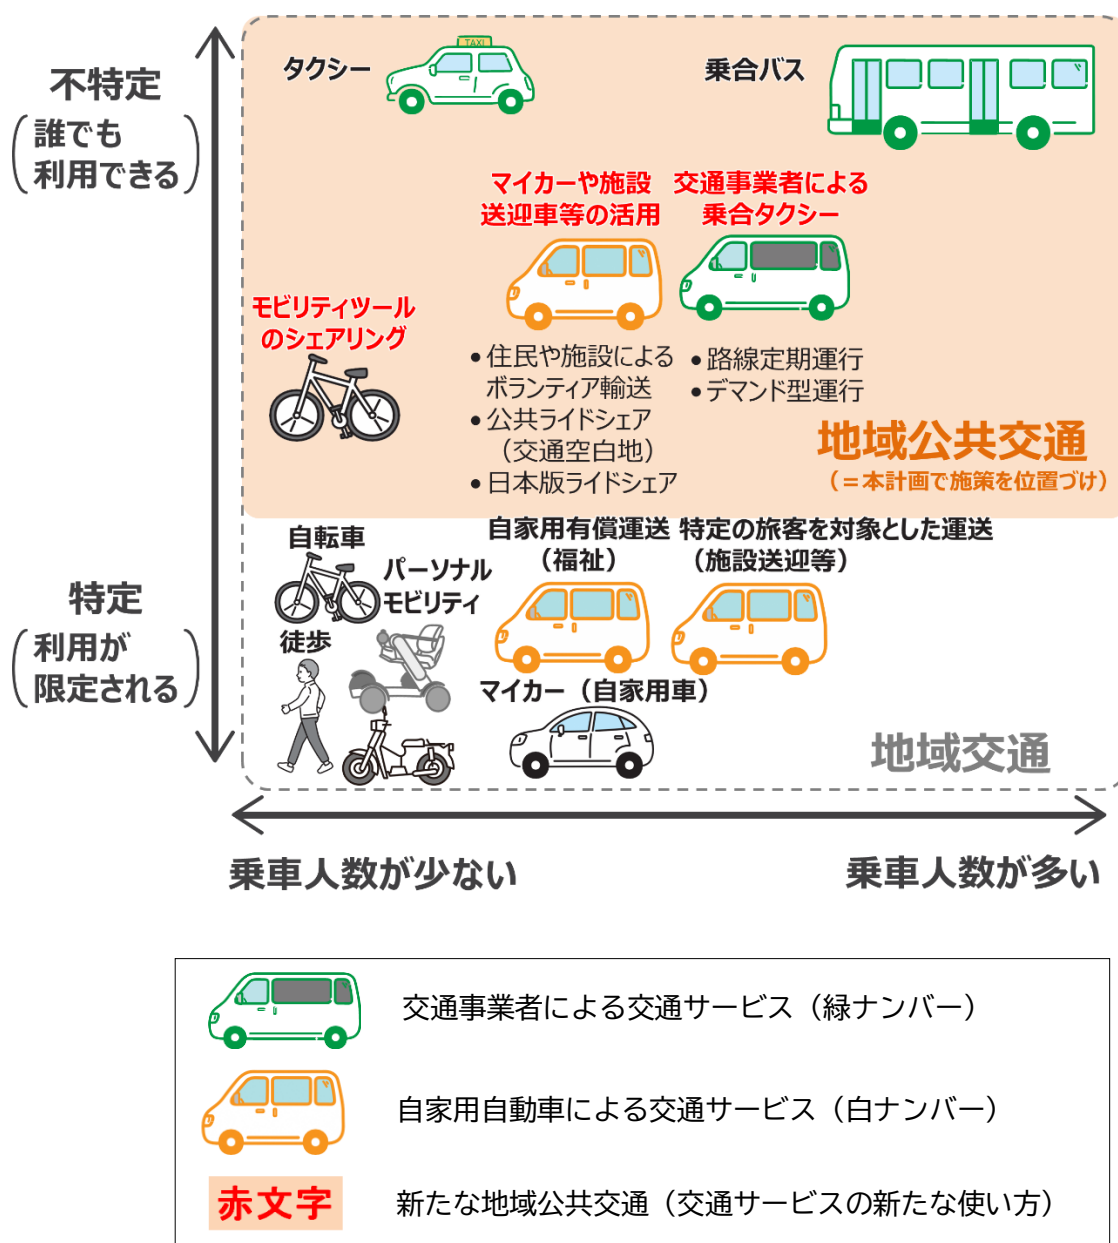 タクシー
TAXI
乗合バス
不特定
（誰でも
利用できる）
マイカーや施設
送迎車等の活用
交通事業者による
乗合タクシー
モビリティツール
のシェアリング
•住民や施設による
ボランティア輸送
•公共ライドシェア
（交通空白地）
•日本版ライドシェア
•路線定期運行
•デマンド型運行
地域公共交通
（＝本計画で施策を位置づけ）
自転車
パーソナル
モビリティ
徒歩
自家用有償運送
（福祉）
特定の旅客を対象とした運送
（施設送迎等）
特定
（利用が
限定される）
マイカー（自家用車）
地域交通
乗車人数が少ない
乗車人数が多い
交通事業者による交通サービス（緑ナンバー）
自家用自動車による交通サービス（白ナンバー）
赤文字
新たな地域公共交通（交通サービスの新たな使い方）